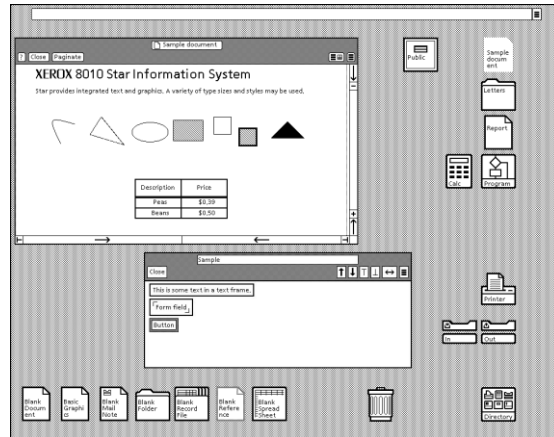 Sample document
? Close Paginate
XEROX 8010 Star Information System
Star provides integrated text and graphics. A variety of type sizes and styles may be used.
Description Price
Peas $0.39
Beans $0.50
Public
Sample
docum
ent
Letters
Report
Calc
Program
Sample
Close
This is some text in a text frame.
Form field
Button
Printer
In
Out
Blank
Docum
ent
Basic
Graphi
cs
Blank
Mail
Note
Blank
Folder
Blank
Record
File
Blank
Refere
nce
Blank
Spread
Sheet
Directory